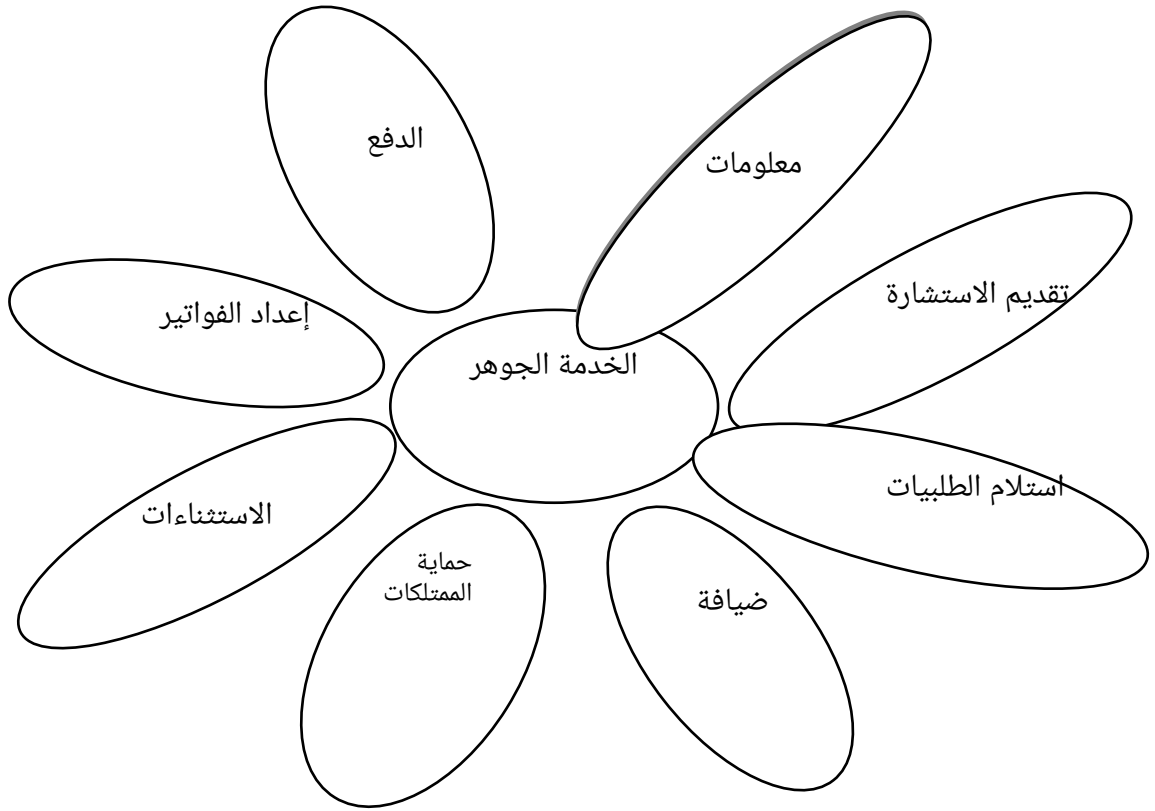 الدفع
معلومات
تقديم الاستشارة
إعداد الفواتير
الخدمة الجوهر
استلام الطلبيات
الاستثناءات
حماية
الممتلكات
ضيافة